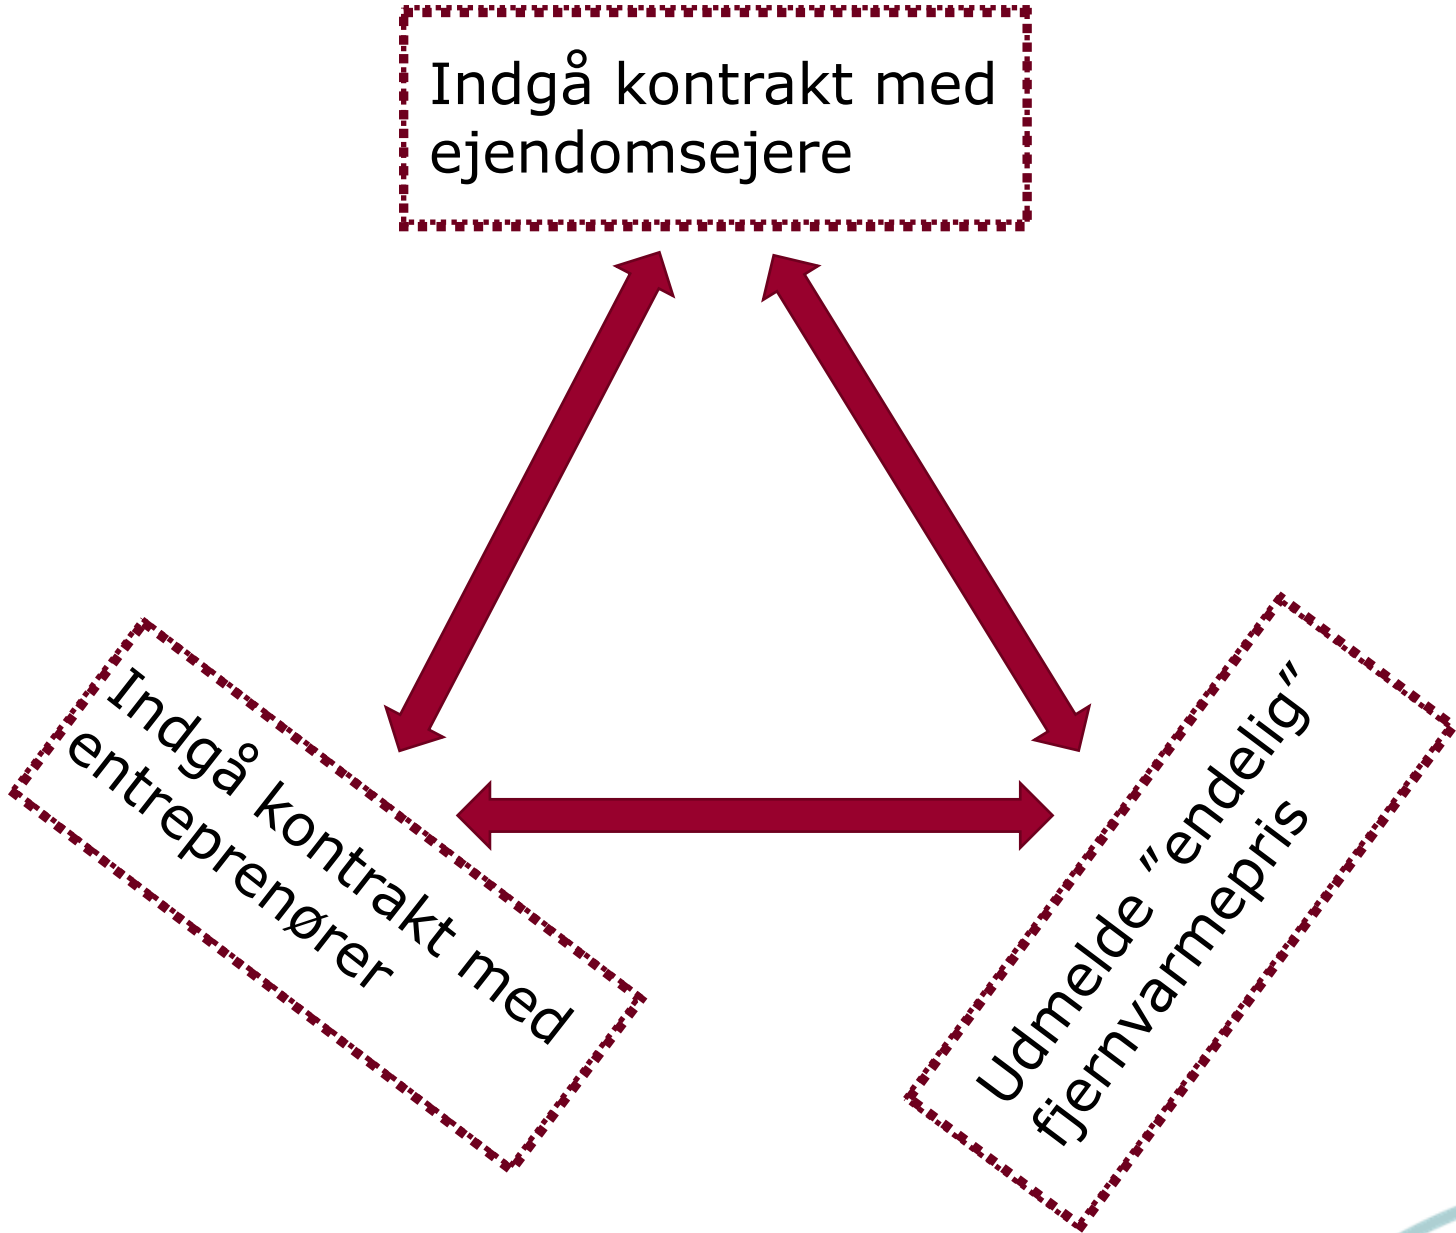 Indgå kontrakt med
ejendomsejere
Indgå kontrakt med
entreprenører
Udmelde ”endelig”
fjernvarmepris